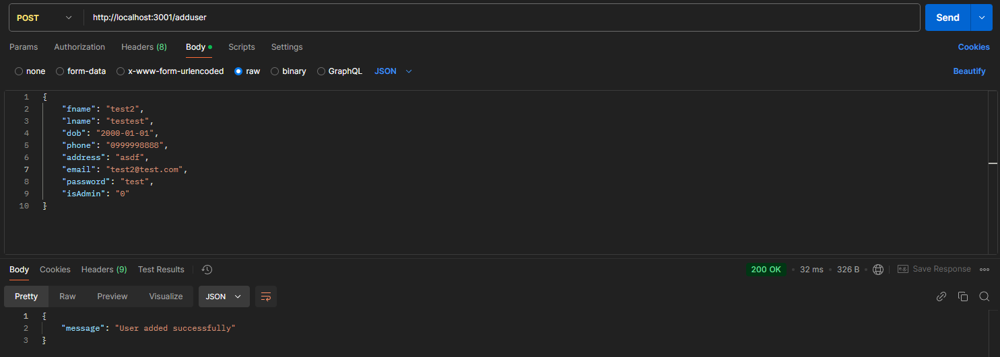 POST http://localhost:3001/adduser Send
Params Authorization Headers (8) Body Scripts Settings Cookies
none form-data x-www-form-urlencoded raw binary GraphQL JSON Beautify
1 {
2 "fname": "test2",
3 "lname": "testest",
4 "dob": "2000-01-01",
5 "phone": "0999998888",
6 "address": "asdf",
7 "email": "test2@test.com",
8 "password": "test",
9 "isAdmin": "0"
10 }
Body Cookies Headers (9) Test Results 200 OK 32 ms 326 B e.g. Save Response
Pretty Raw Preview Visualize JSON
1 {
2 "message": "User added successfully"
3 }